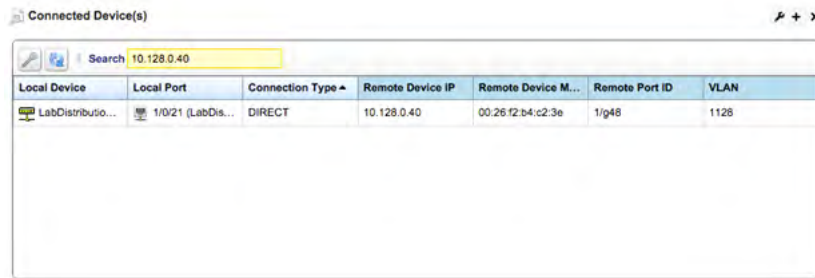 Connected Device(s)
Search 10.128.0.40
Local Device Local Port Connection Type Remote Device IP Remote Device M... Remote Port ID VLAN
LabDistributio... 1/0/21 (LabDis... DIRECT 10.128.0.40 00:26:f2:b4:c2:3e 1/g48 1128